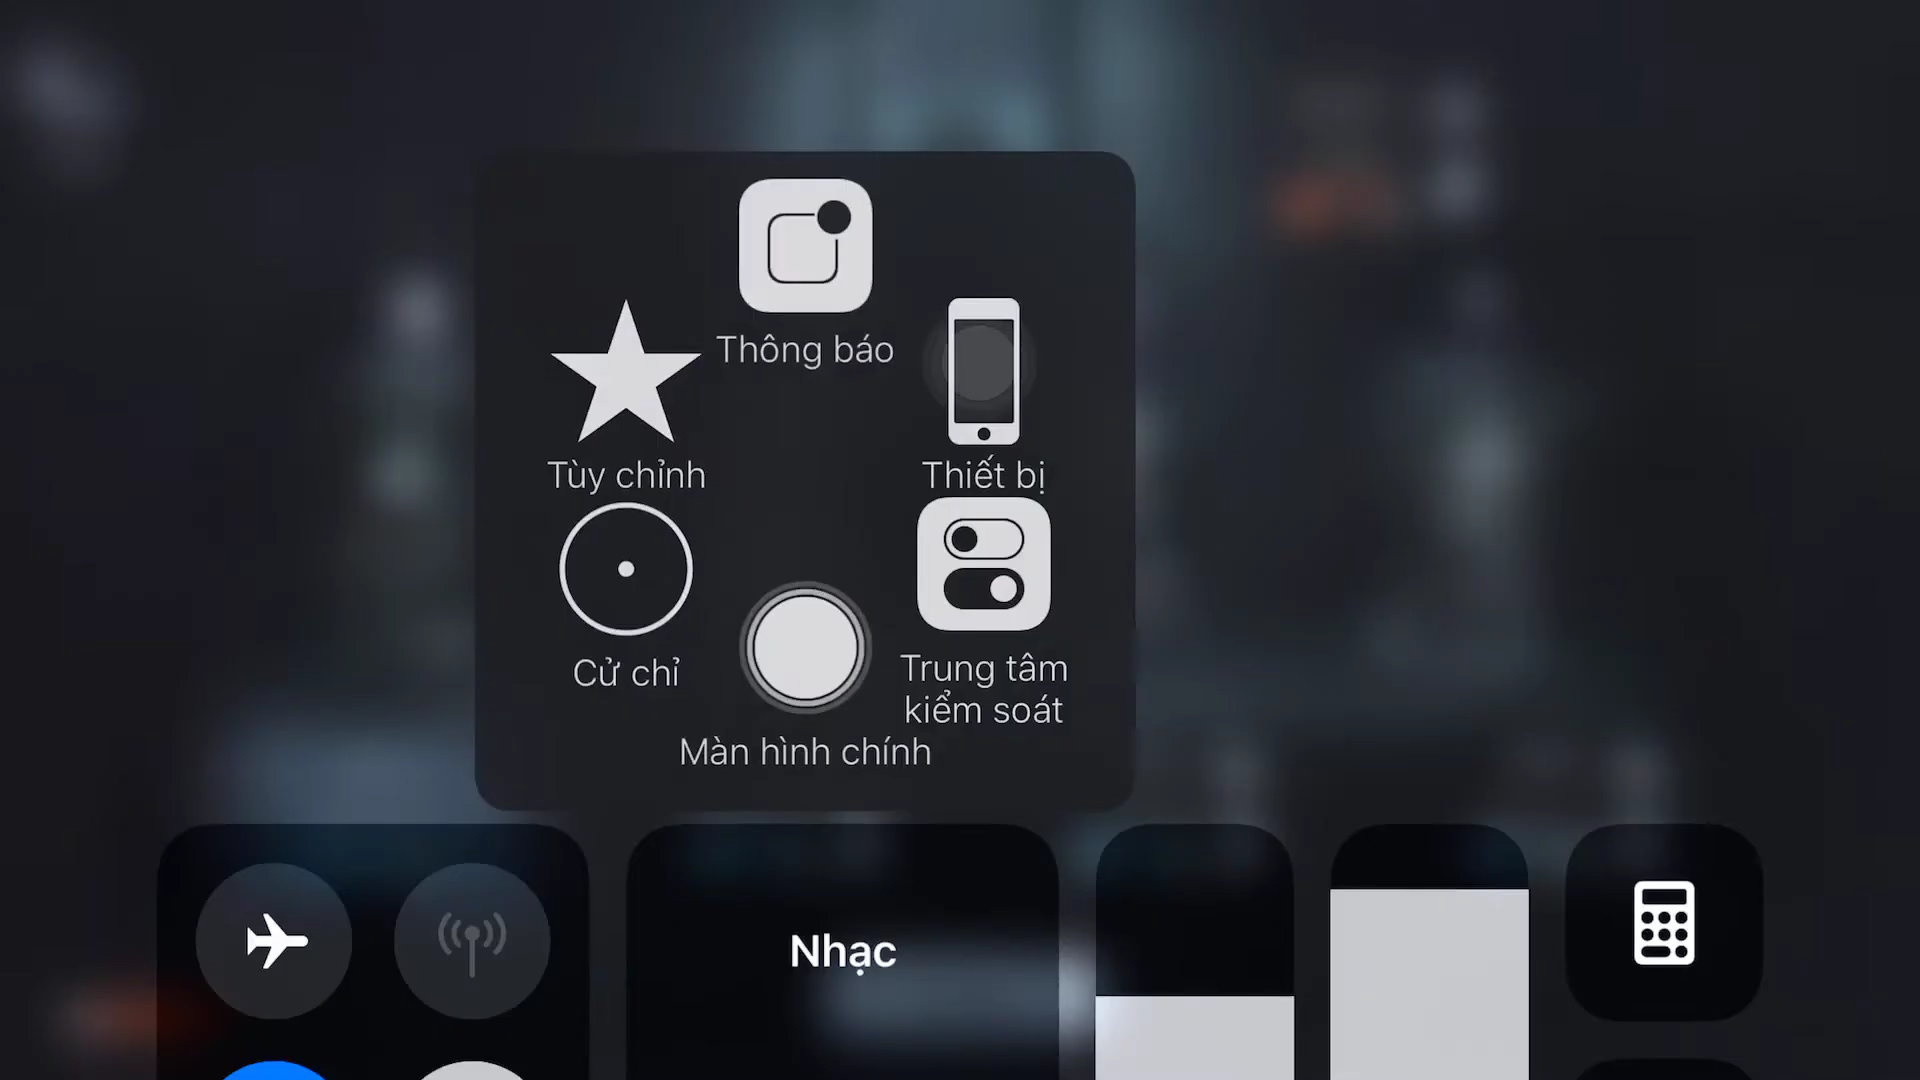 Thông báo
Tùy chỉnh
Thiết bị
Cử chỉ
Trung tâm
kiểm soát
Màn hình chính
Nhạc